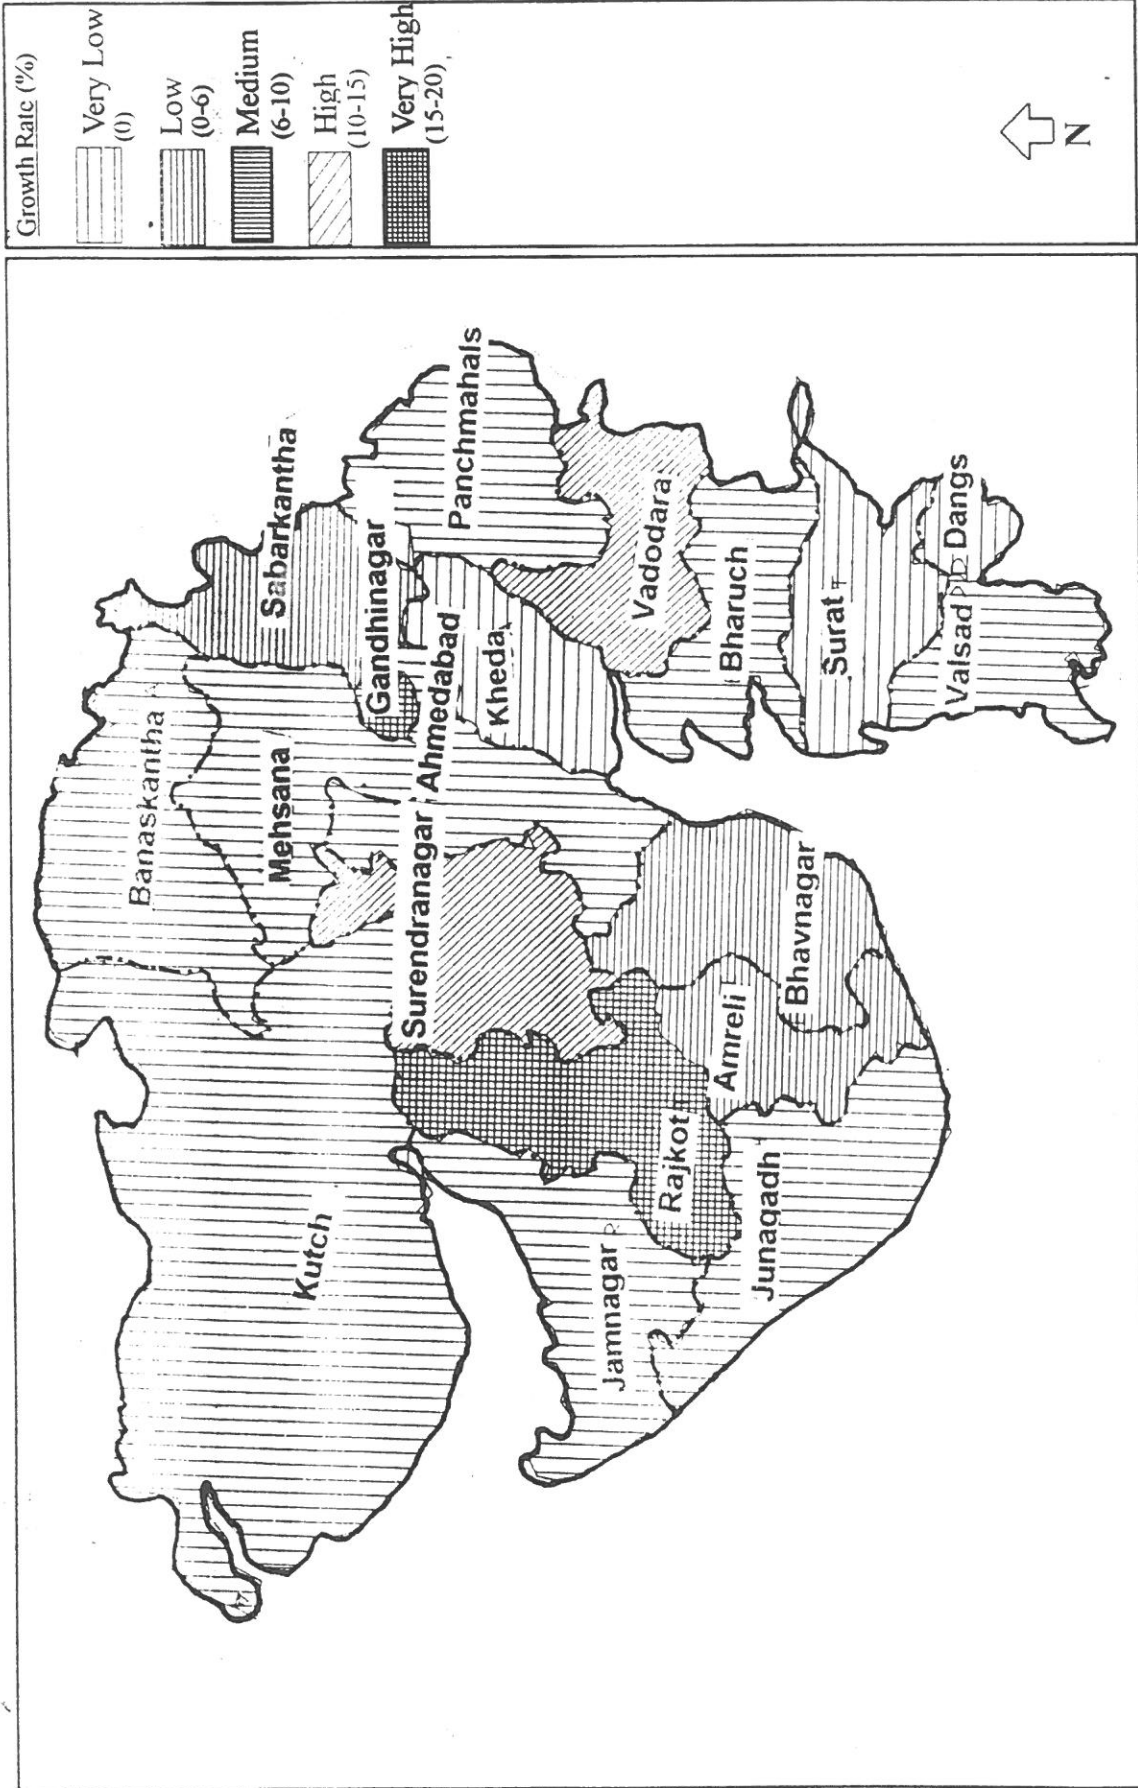 Growth Rate (%)
Very Low
(0)
Low
(0-6)
Medium
(6-10)
High
(10-15)
Very High
(15-20)
N
Banaskantha
Mehsana
Sabarkantha
Gandhinagar
Panchmahals
Ahmedabad
Kheda
Surendranagar
Kutch
Vadodara
Bharuch
Surat
Valsad
Dangs
Bhavnagar
Amreli
Rajkot
Jamnagar
Junagadh